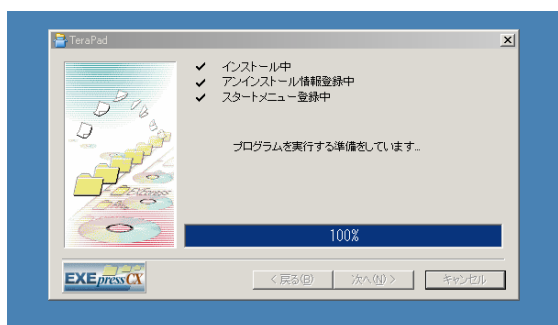 TeraPad
インストール中
アンインストール情報登録中
スタートメニュー登録中
プログラムを実行する準備をしています...
100%
EXEpress CX
< 戻る(B)
次へ(N) >
キャンセル